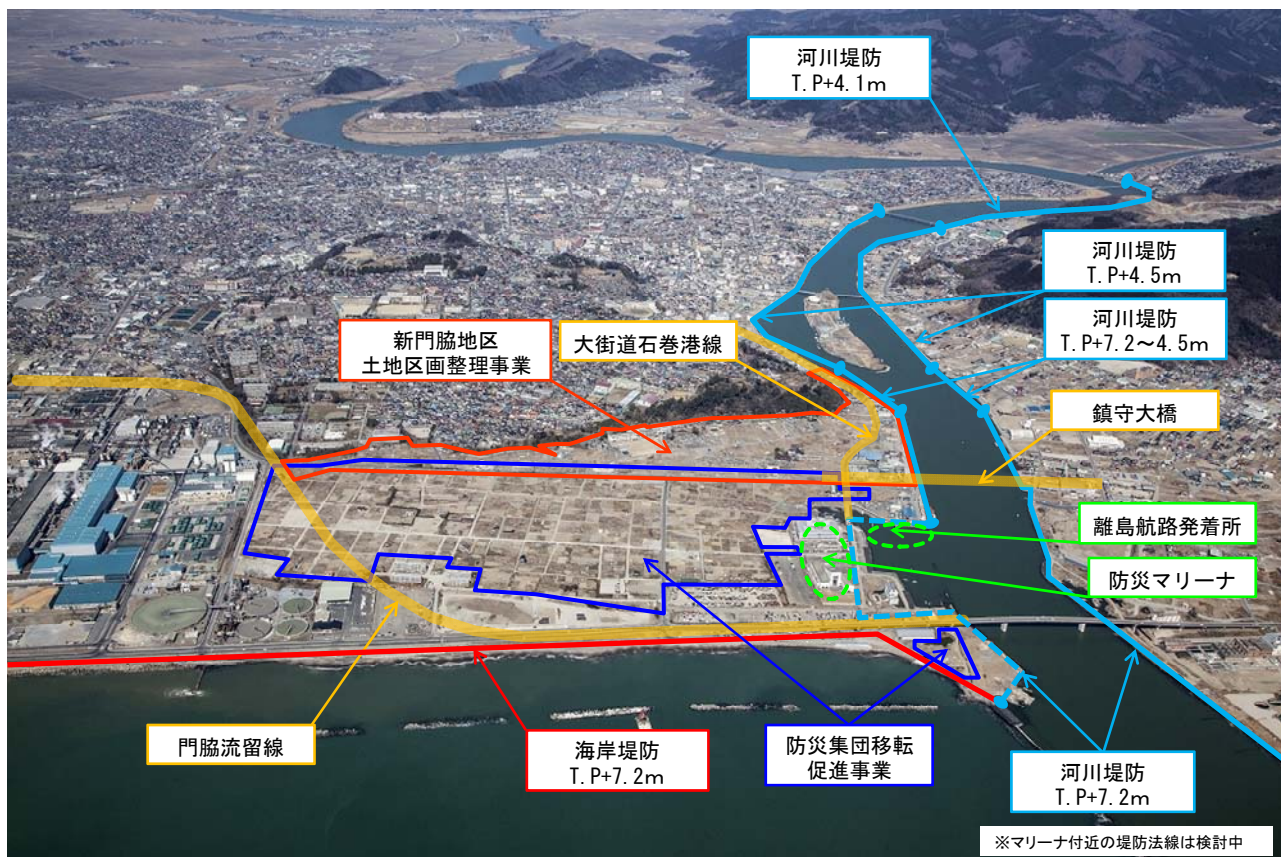 河川堤防
T.P+4.1m
河川堤防
T.P+4.5m
河川堤防
T.P+7.2～4.5m
新門脇地区
土地区画整理事業
大街道石巻港線
鎮守大橋
離島航路発着所
防災マリーナ
門脇流留線
海岸堤防
T.P+7.2m
防災集団移転
促進事業
河川堤防
T.P+7.2m
※マリーナ付近の堤防法線は検討中